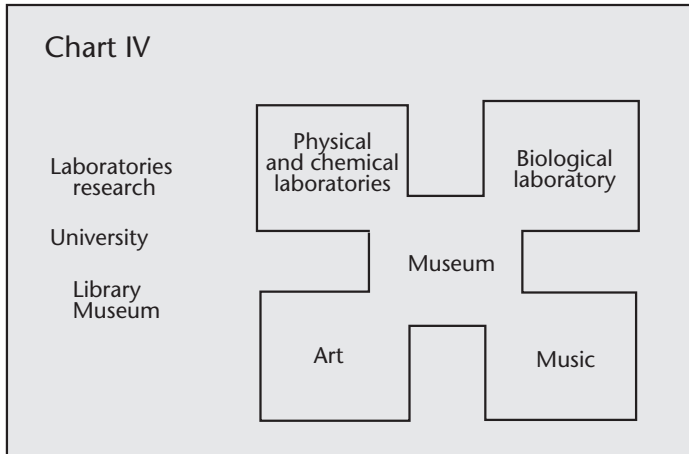 Chart IV
Laboratories
research
University
Library
Museum
Physical
and chemical
laboratories
Biological
laboratory
Museum
Art
Music